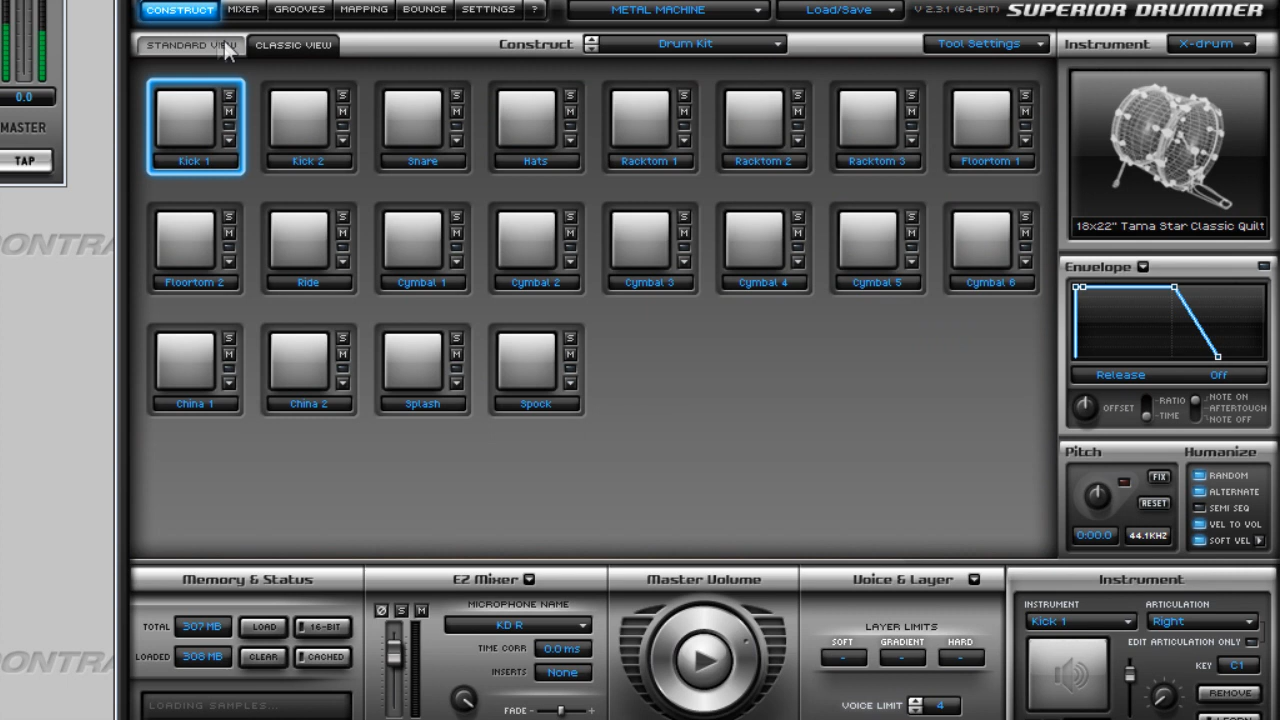 CONSTRUCT MIXER GROOVES MAPPING BOUNCE SETTINGS ? METAL MACHINE Load/Save V 2.3.1 (64-BIT) SUPERIOR DRUMMER
STANDARD VIEW CLASSIC VIEW Construct Drum Kit Tool Settings Instrument X-drum
0.0
MASTER
TAP
S S S S S S S S
M M M M M M M M
Kick 1 Kick 2 Snare Hats Racktom 1 Racktom 2 Racktom 3 Floortom 1
18x22" Tama Star Classic Quilt
S S S S S S S S
M M M M M M M M
Floortom 2 Ride Cymbal 1 Cymbal 2 Cymbal 3 Cymbal 4 Cymbal 5 Cymbal 6
S S S S
M M M M
China 1 China 2 Splash Spock
Envelope
Release Off
OFFSET RATIO TIME NOTE ON AFTERTOUCH NOTE OFF
Pitch Humanize
FIX RANDOM
ALTERNATE
RESET SEMI SEQ
VEL TO VOL
0:00.0 44.1KHZ SOFT VEL
Memory & Status EZ Mixer Master Volume Voice & Layer Instrument
TOTAL 307 MB LOAD 16-BIT
LOADED 308 MB CLEAR CACHED
LOADING SAMPLES...
Ø S M MICROPHONE NAME
KD R
TIME CORR 0.0 ms
INSERTS None
FADE - +
LAYER LIMITS
SOFT GRADIENT HARD
- - -
VOICE LIMIT 4
INSTRUMENT ARTICULATION
Kick 1 Right
EDIT ARTICULATION ONLY
KEY C1
REMOVE